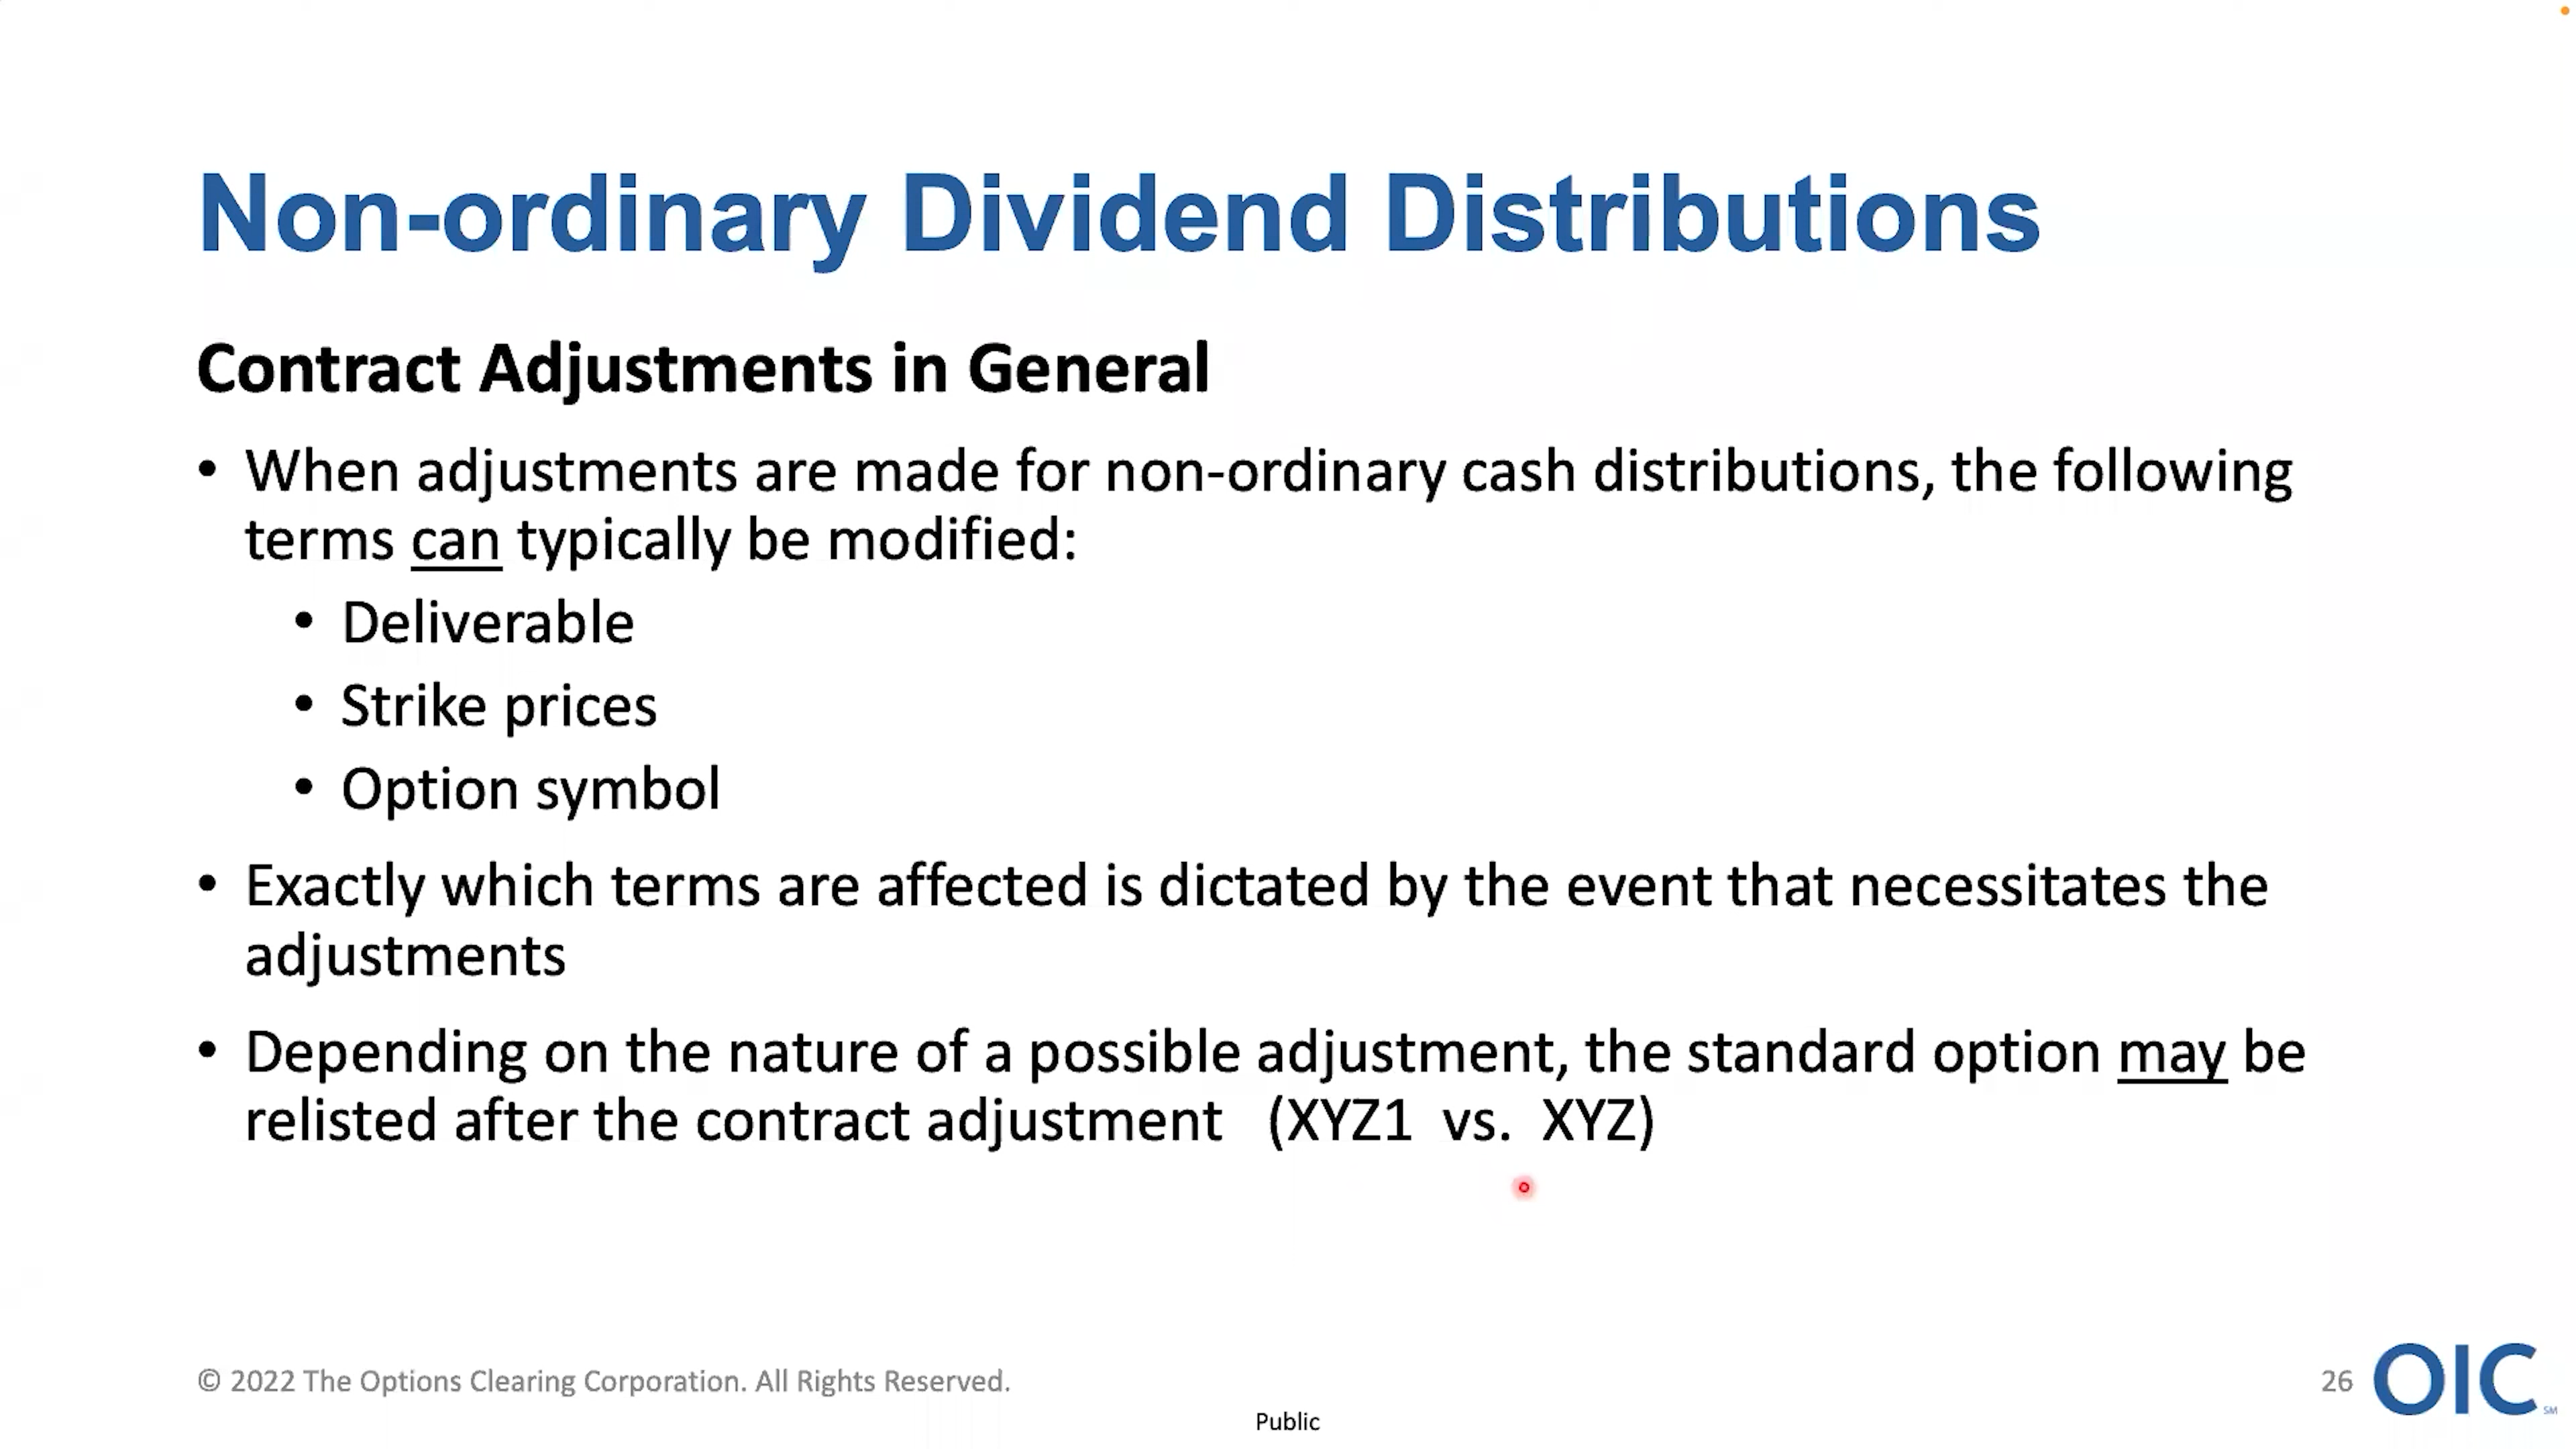 Non-ordinary Dividend Distributions
Contract Adjustments in General
• When adjustments are made for non-ordinary cash distributions, the following
terms can typically be modified:
• Deliverable
• Strike prices
• Option symbol
• Exactly which terms are affected is dictated by the event that necessitates the
adjustments
• Depending on the nature of a possible adjustment, the standard option may be
relisted after the contract adjustment (XYZ1 vs. XYZ)
© 2022 The Options Clearing Corporation. All Rights Reserved.
26
OIC SM
Public